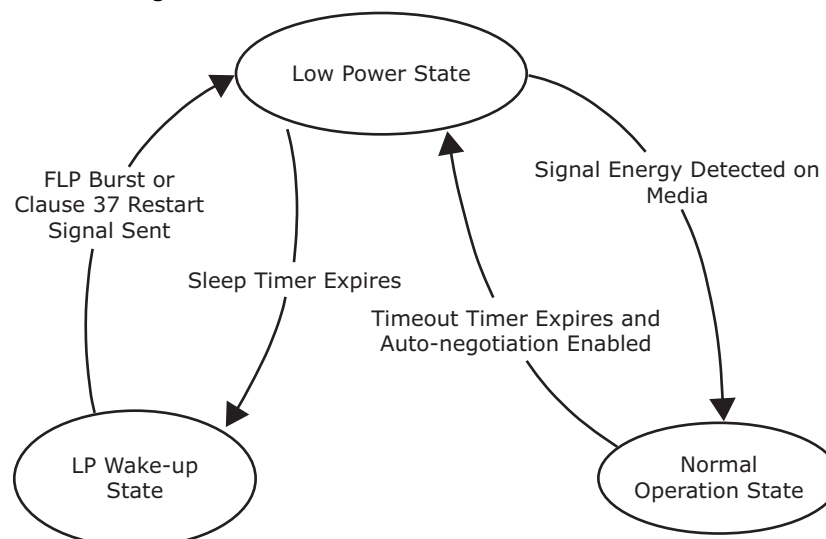 Low Power State
FLP Burst or
Clause 37 Restart
Signal Sent
Signal Energy Detected on
Media
Sleep Timer Expires
Timeout Timer Expires and
Auto-negotiation Enabled
LP Wake-up
State
Normal
Operation State